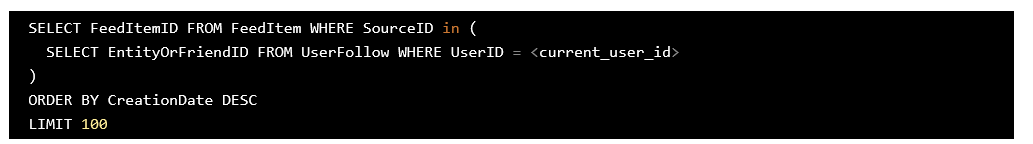 SELECT FeedItemID FROM FeedItem WHERE SourceID in (
  SELECT EntityOrFriendID FROM UserFollow WHERE UserID = <current_user_id>
)
ORDER BY CreationDate DESC
LIMIT 100